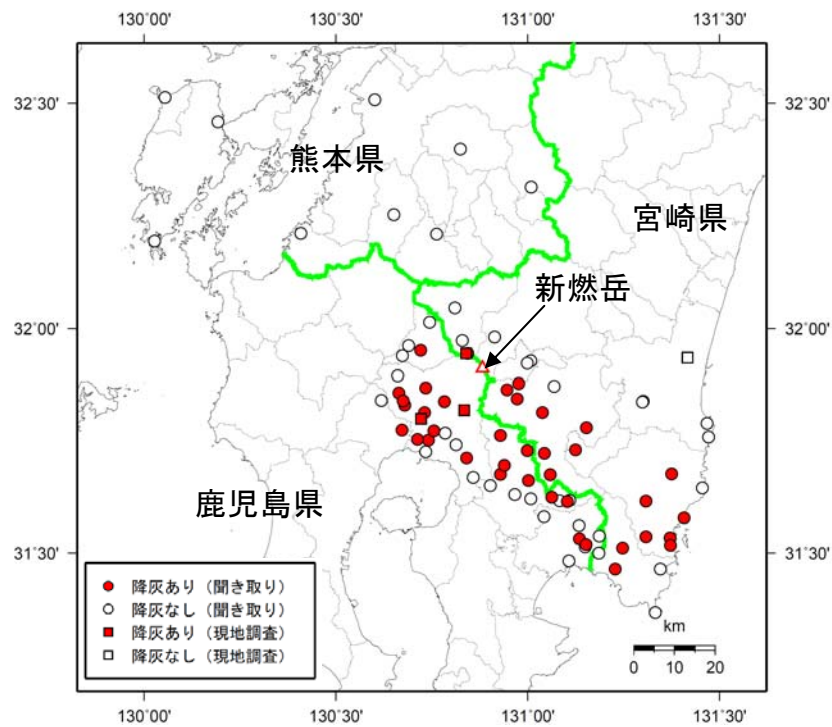 130°00' 130°30' 131°00' 131°30'
32°30'
32°30'
熊本県
宮崎県
新燃岳
32°00'
32°00'
鹿児島県
31°30'
31°30'
降灰あり（聞き取り）
降灰なし（聞き取り）
降灰あり（現地調査）
降灰なし（現地調査）
km
0 10 20
130°00' 130°30' 131°00' 131°30'